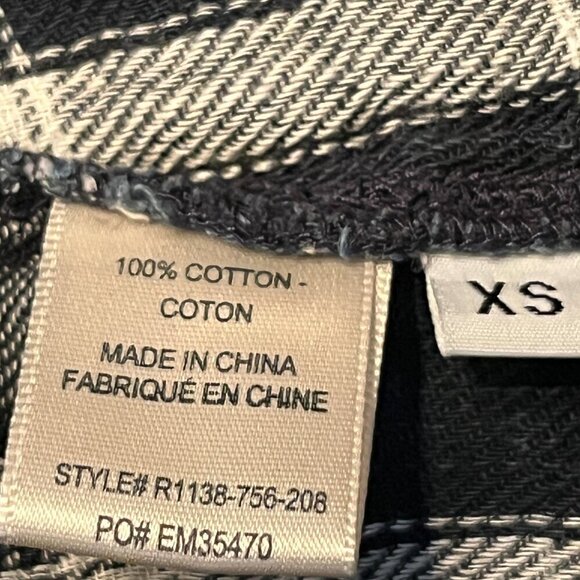 100% COTTON -
COTON
MADE IN CHINA
FABRIQUÉ EN CHINE
STYLE# R1138-756-208
PO# EM35470
XS